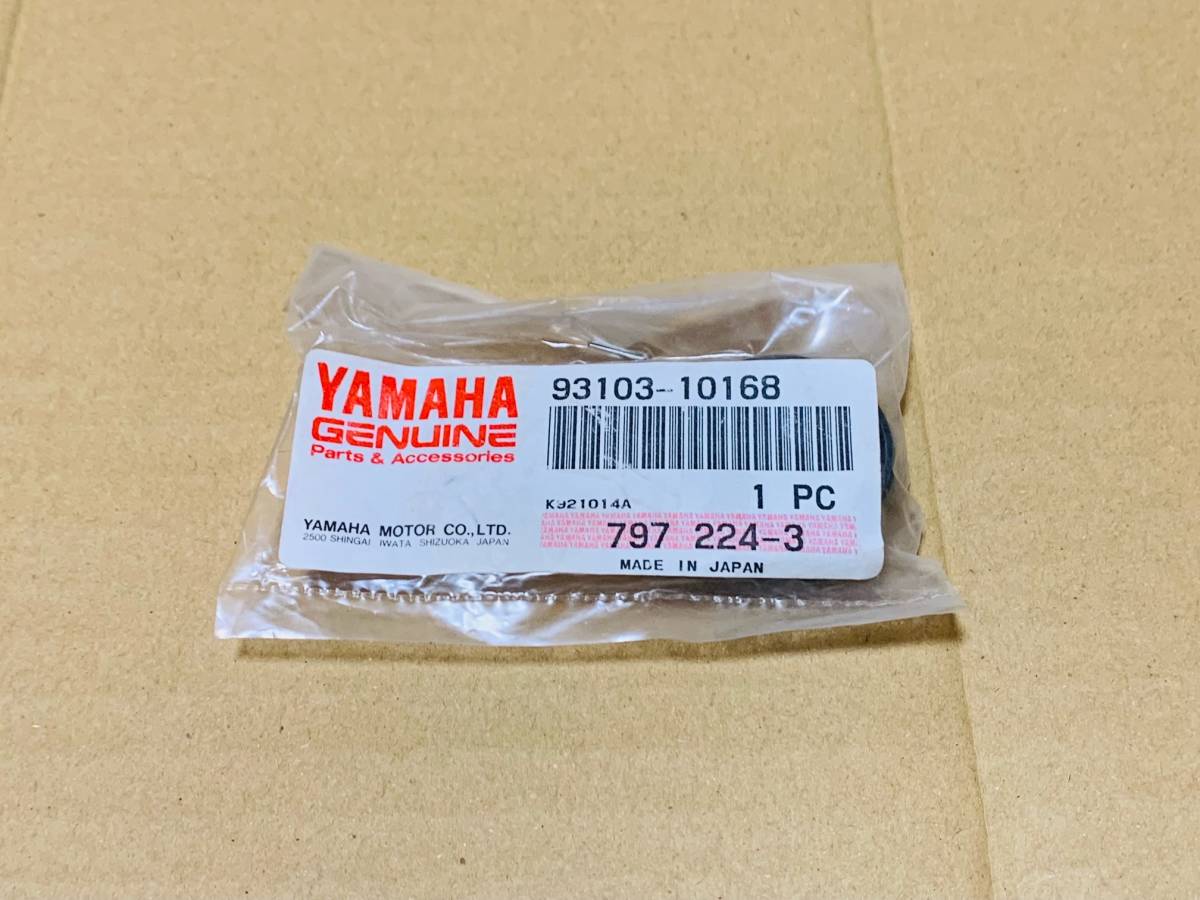 YAMAHA
GENUINE
Parts & Accessories
YAMAHA MOTOR CO.,LTD.
2500 SHINGAI IWATA SHIZUOKA JAPAN
93103-10168
K921014A
1 PC
797 224-3
MADE IN JAPAN